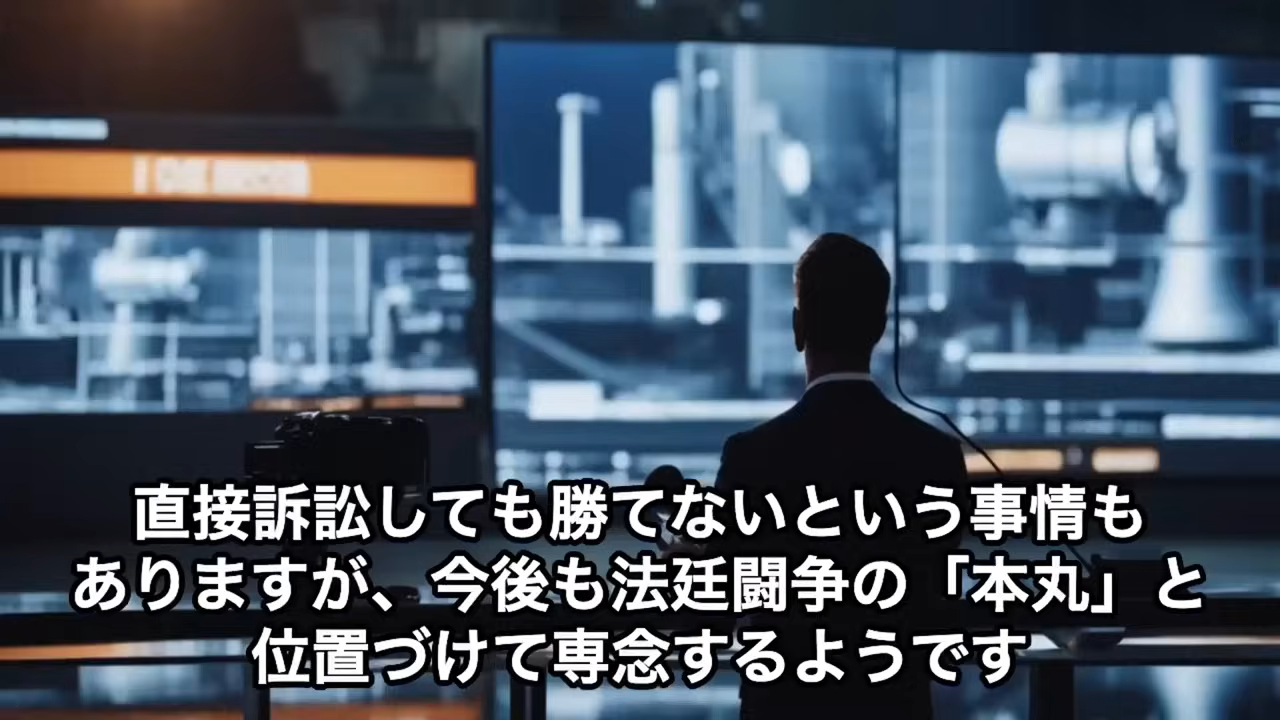 直接訴訟しても勝てないという事情も
ありますが、今後も法廷闘争の「本丸」と
位置づけて専念するようです